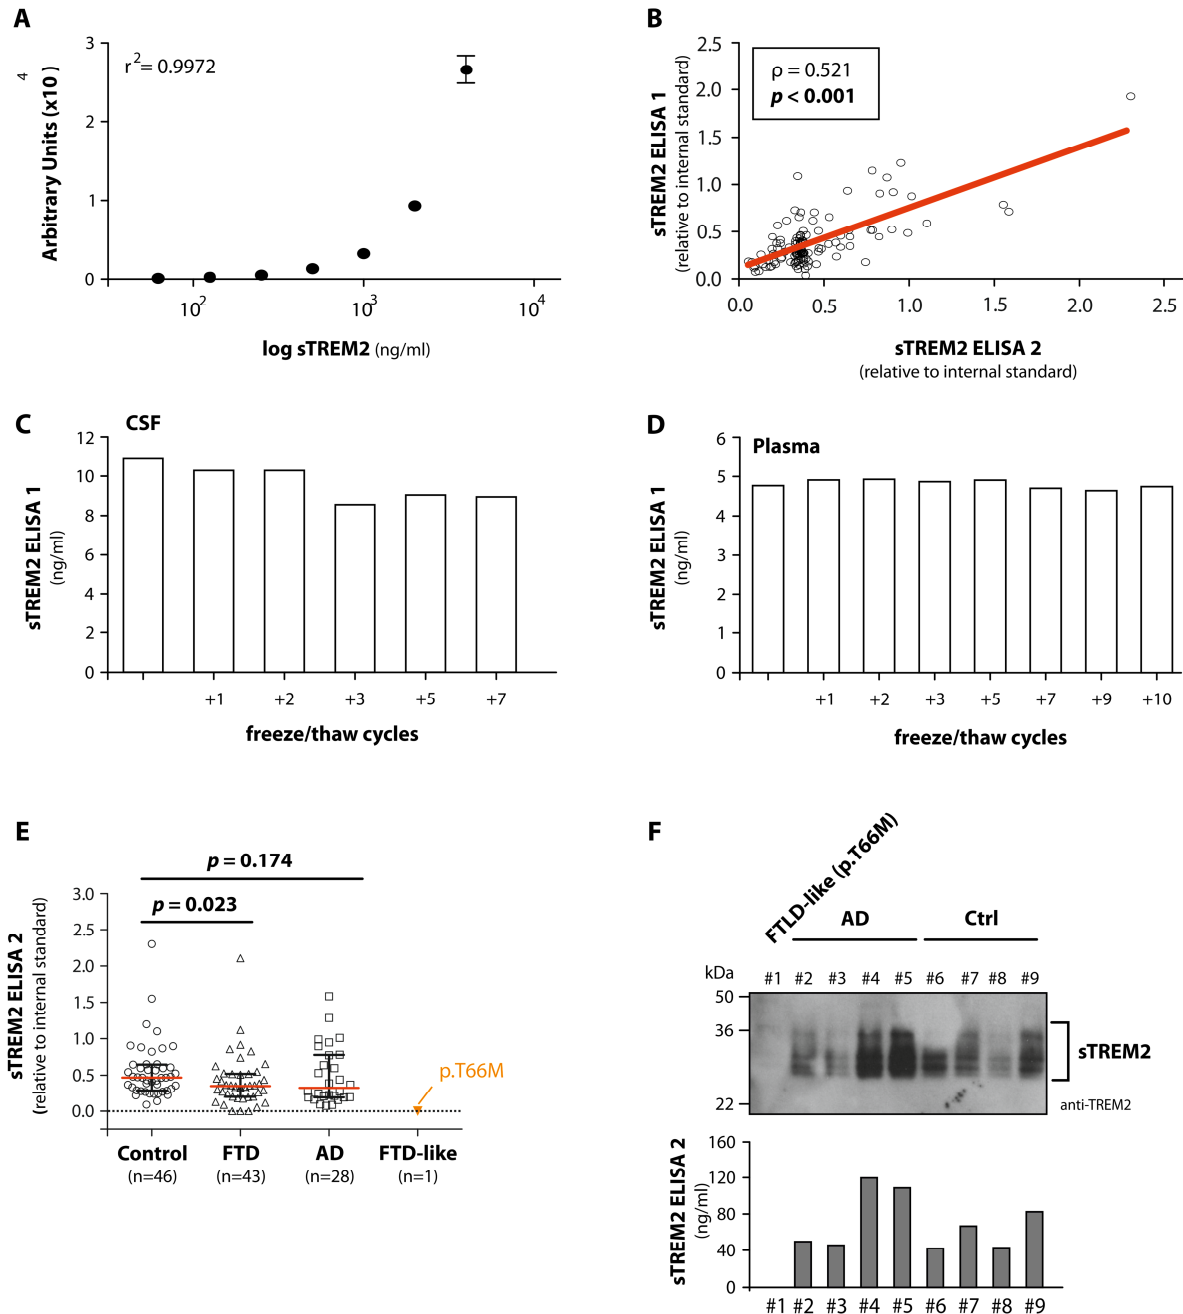 A
3
2
1
0
Arbitrary Units (x10
4
)
r2= 0.9972
102
103
104
log sTREM2 (ng/ml)
B
2.5
2.0
1.5
1.0
0.5
0.0
sTREM2 ELISA 1
(relative to internal standard)
ρ = 0.521
p < 0.001
0.0 0.5 1.0 1.5 2.0 2.5
sTREM2 ELISA 2
(relative to internal standard)
C
CSF
12
10
8
6
4
2
0
sTREM2 ELISA 1
(ng/ml)
+1 +2 +3 +5 +7
freeze/thaw cycles
D
Plasma
6
5
4
3
2
1
0
sTREM2 ELISA 1
(ng/ml)
+1 +2 +3 +5 +7 +9 +10
freeze/thaw cycles
E
p = 0.174
p = 0.023
3.0
2.5
2.0
1.5
1.0
0.5
0.0
sTREM2 ELISA 2
(relative to internal standard)
p.T66M
Control FTD AD FTD-like
(n=46) (n=43) (n=28) (n=1)
F
FTLD-like (p.T66M)
AD Ctrl
kDa #1 #2 #3 #4 #5 #6 #7 #8 #9
50
36
22
sTREM2
anti-TREM2
160
120
80
40
0
sTREM2 ELISA 2
(ng/ml)
#1 #2 #3 #4 #5 #6 #7 #8 #9